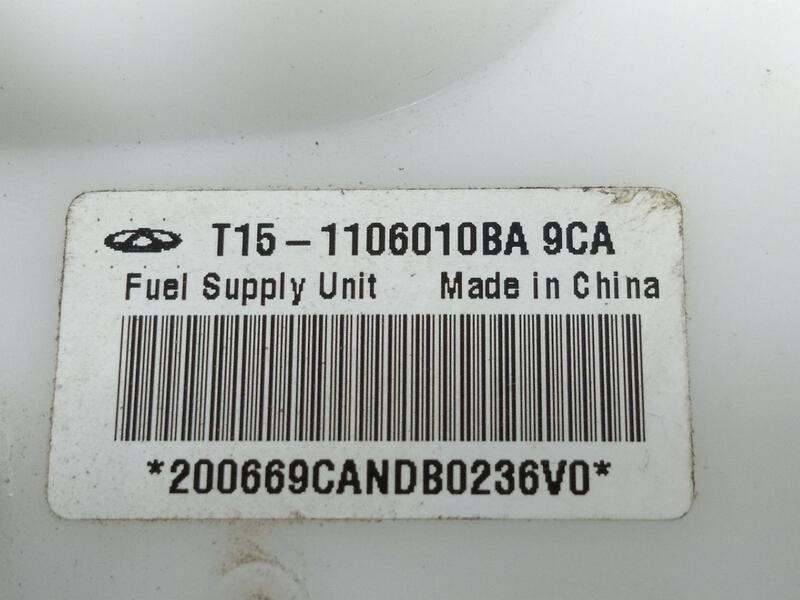 T15-1106010BA 9CA
Fuel Supply Unit Made in China
*200669CANDB0236V0*